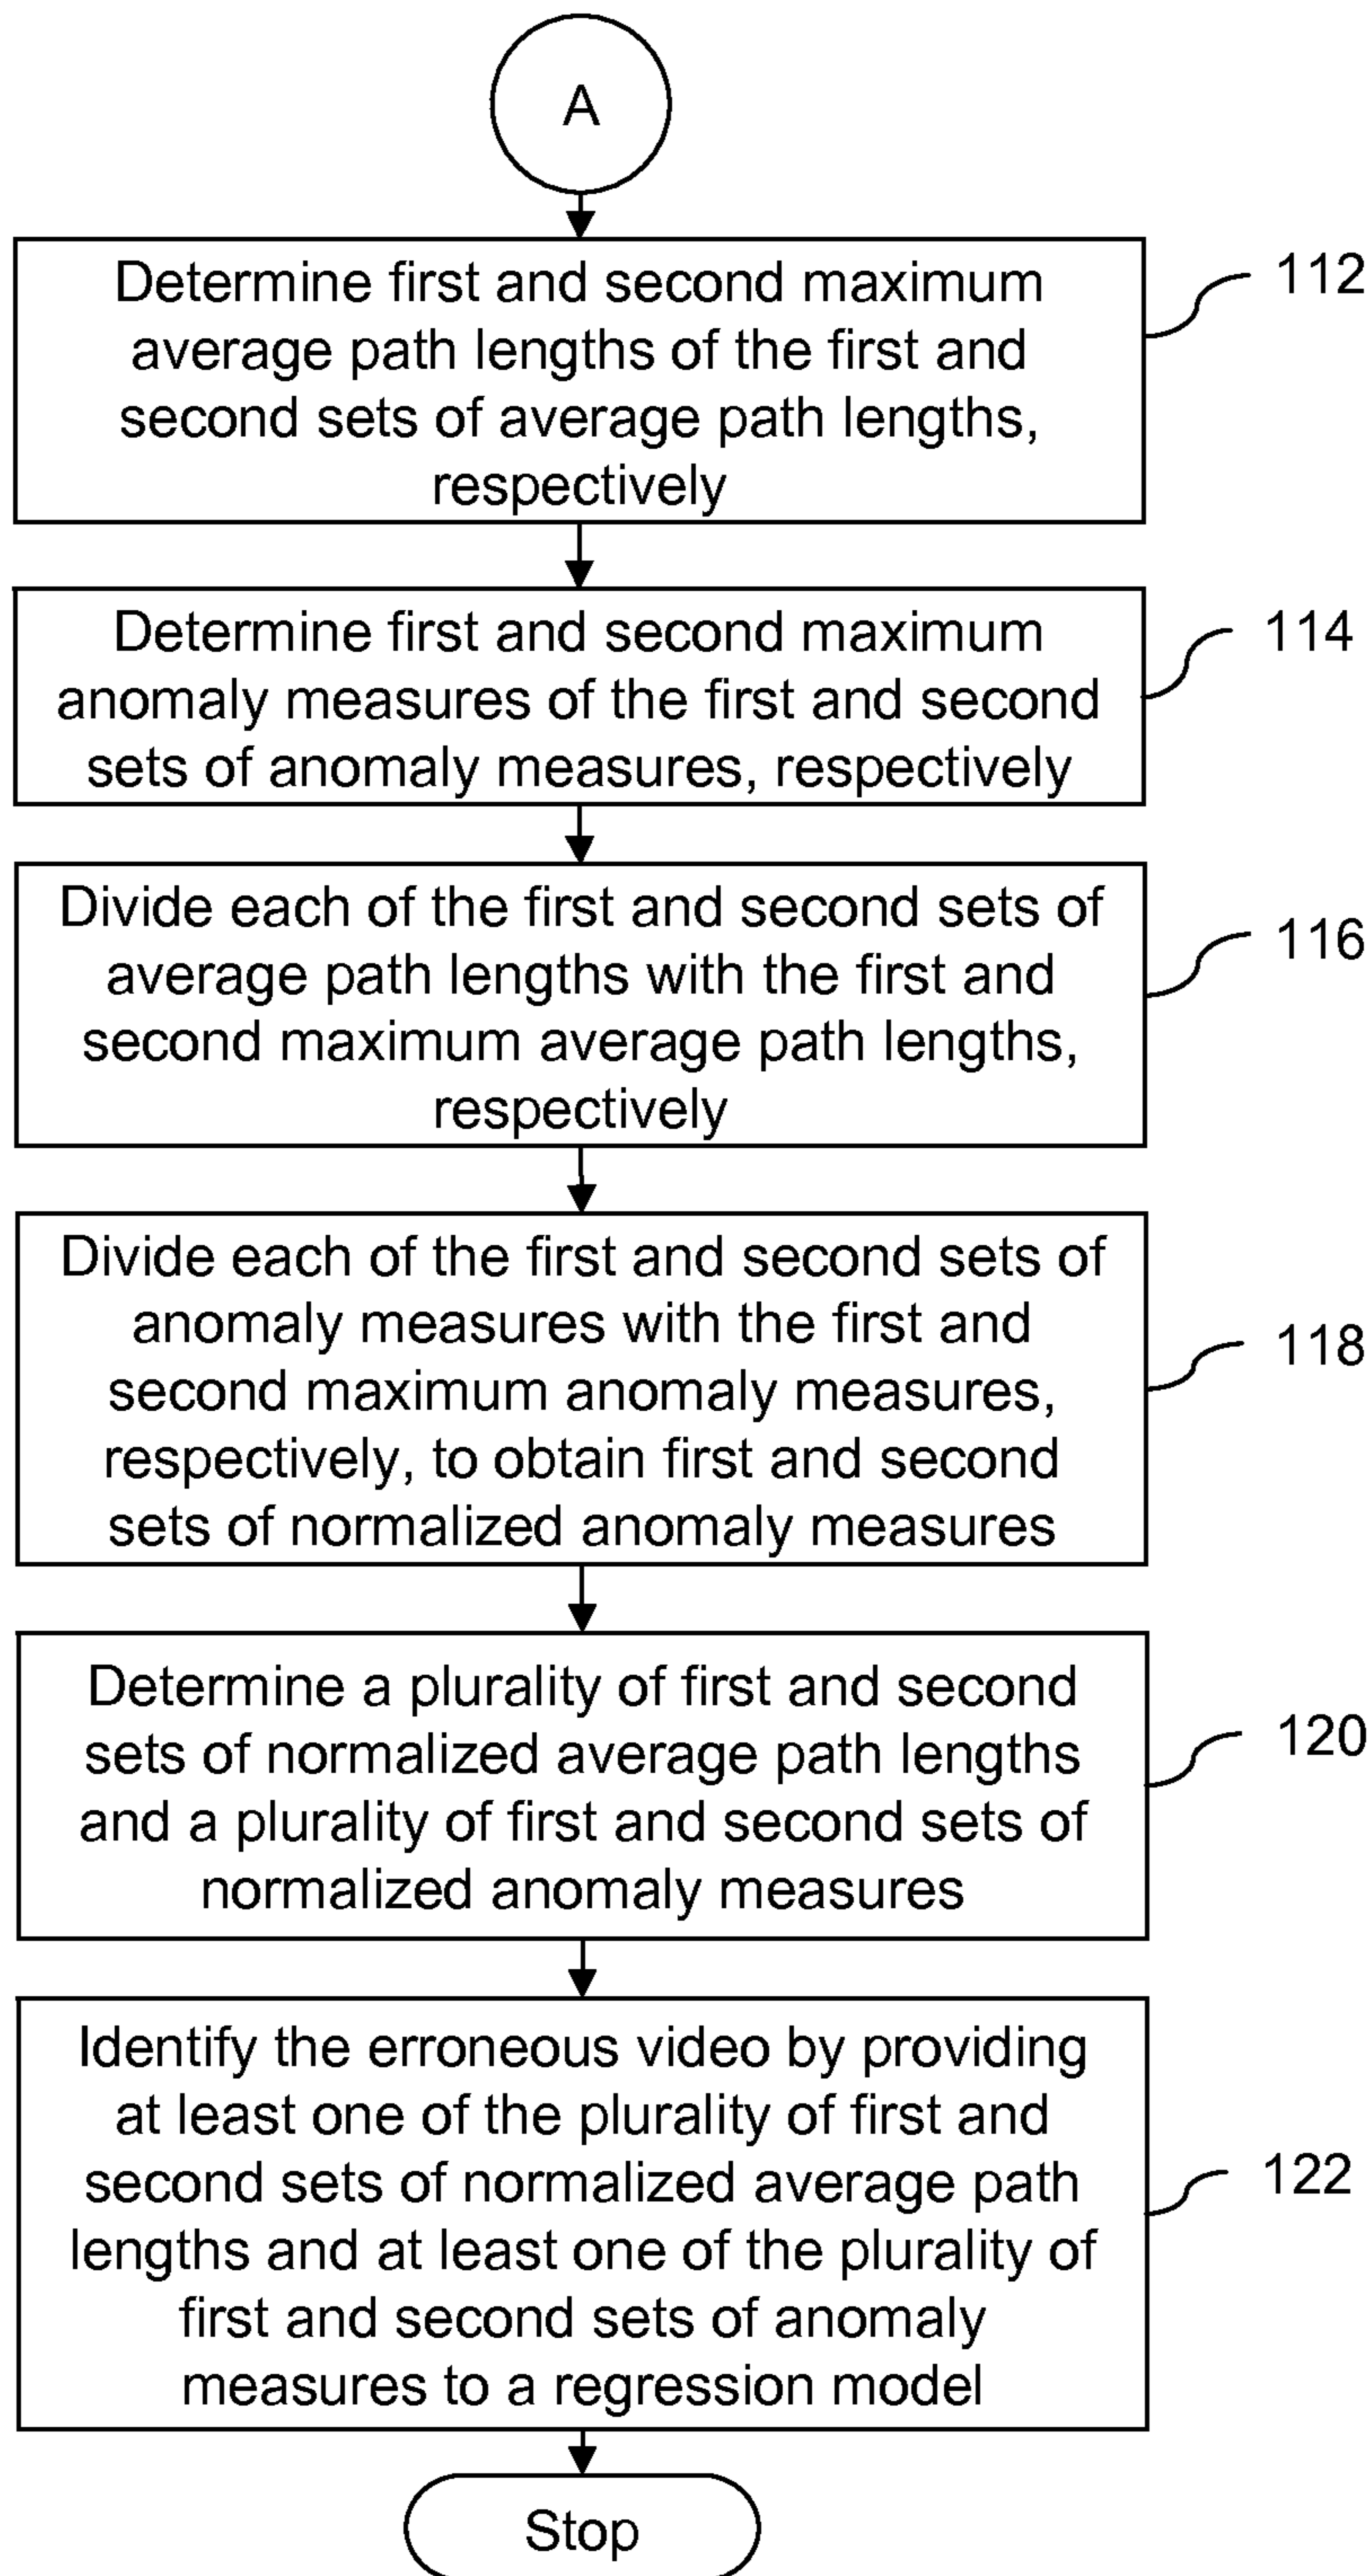 A
Determine first and second maximum
average path lengths of the first and
second sets of average path lengths,
respectively
112
Determine first and second maximum
anomaly measures of the first and second
sets of anomaly measures, respectively
114
Divide each of the first and second sets of
average path lengths with the first and
second maximum average path lengths,
respectively
116
Divide each of the first and second sets of
anomaly measures with the first and
second maximum anomaly measures,
respectively, to obtain first and second
sets of normalized anomaly measures
118
Determine a plurality of first and second
sets of normalized average path lengths
and a plurality of first and second sets of
normalized anomaly measures
120
Identify the erroneous video by providing
at least one of the plurality of first and
second sets of normalized average path
lengths and at least one of the plurality of
first and second sets of anomaly
measures to a regression model
122
Stop